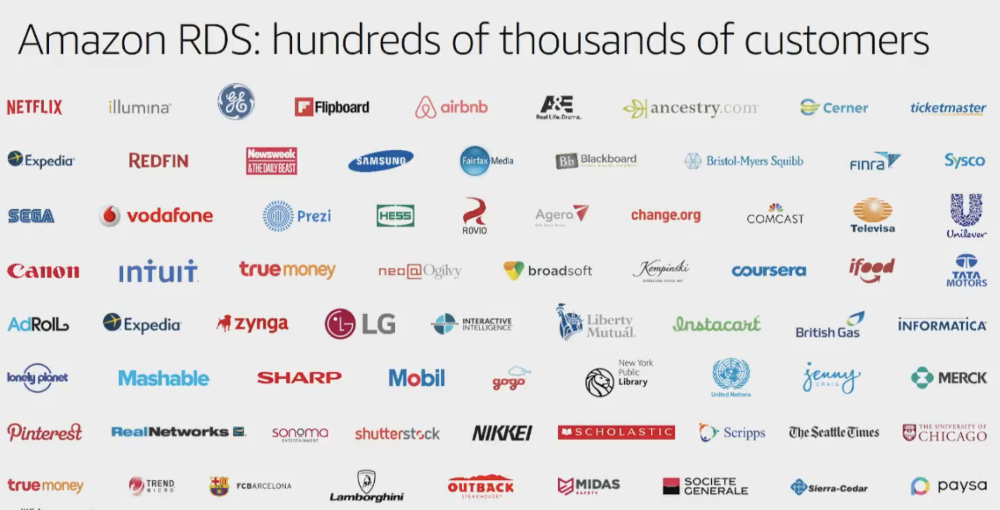 Amazon RDS: hundreds of thousands of customers
NETFLIX illumina GE Flipboard airbnb A&E Real Life. Drama. ancestry.com Cerner ticketmaster
Expedia REDFIN Newsweek & THE DAILY BEAST SAMSUNG Fairfax Media Bb Blackboard Bristol-Myers Squibb FINRA Sysco
SEGA vodafone Prezi HESS ROVIO Agero change.org COMCAST Televisa Unilever
Canon intuit truemoney neo@Ogilvy broadsoft Kempinski HOTELIERS SINCE 1897 coursera ifood TATA MOTORS
AdRoll Expedia zynga LG INTERACTIVE INTELLIGENCE Liberty Mutual. Instacart British Gas INFORMATICA
lonely planet Mashable SHARP Mobil gogo New York Public Library United Nations jenny CRAIG MERCK
Pinterest RealNetworks real sonoma ENTERTAINMENT shutterstock NIKKEI SCHOLASTIC Scripps The Seattle Times THE UNIVERSITY OF CHICAGO
truemoney TREND MICRO FCB FCBARCELONA Lamborghini OUTBACK STEAKHOUSE® MIDAS SAFETY SOCIETE GENERALE Sierra-Cedar paysa